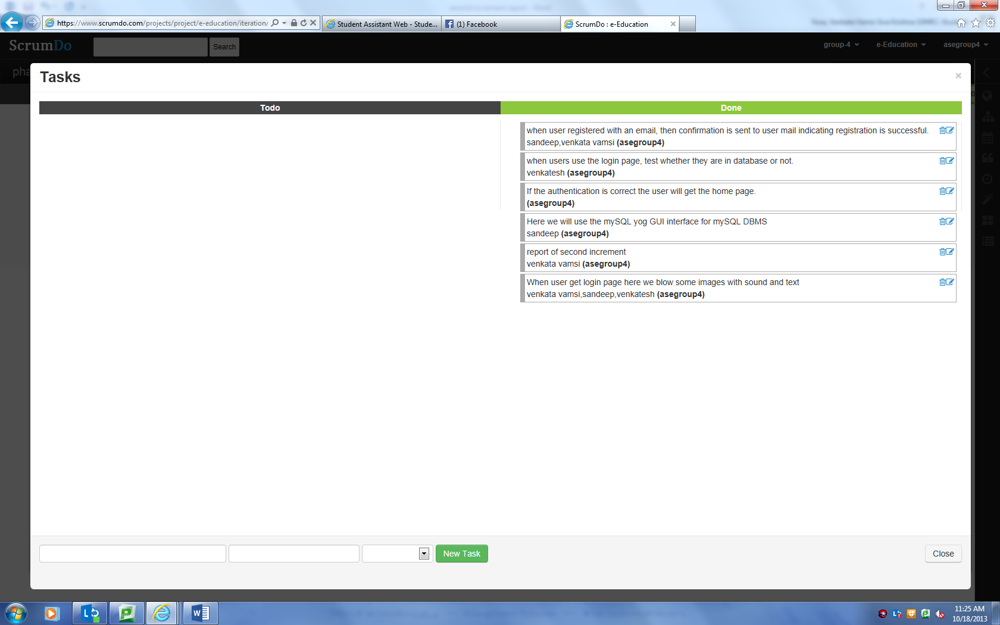 https://www.scrumdo.com/projects/project/e-education/iteration/
Student Assistant Web - Stude...
(1) Facebook
ScrumDo : e-Education
ScrumDo
Search
group-4
e-Education
asegroup4
pha
Tasks
Todo
Done
when user registered with an email, then confirmation is sent to user mail indicating registration is successful.
sandeep,venkata vamsi (asegroup4)
when users use the login page, test whether they are in database or not.
venkatesh (asegroup4)
If the authentication is correct the user will get the home page.
(asegroup4)
Here we will use the mySQL yog GUI interface for mySQL DBMS
sandeep (asegroup4)
report of second increment
venkata vamsi (asegroup4)
When user get login page here we blow some images with sound and text
venkata vamsi,sandeep,venkatesh (asegroup4)
New Task
Close
11:25 AM
10/18/2013